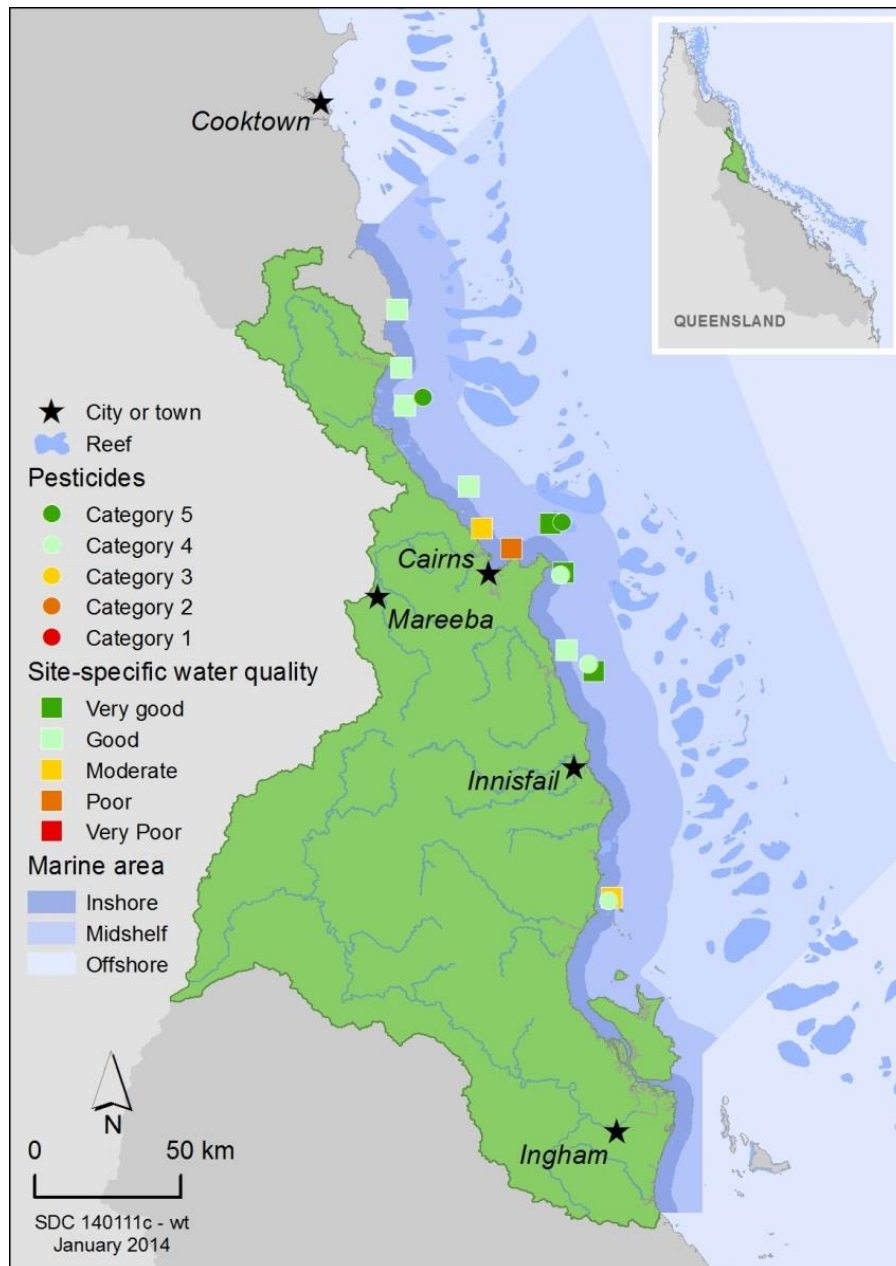 Cooktown
QUEENSLAND
City or town
Reef
Pesticides
Category 5
Category 4
Category 3
Category 2
Category 1
Site-specific water quality
Very good
Good
Moderate
Poor
Very Poor
Marine area
Inshore
Midshelf
Offshore
Cairns
Mareeba
Innisfail
Ingham
N
0 50 km
SDC 140111c - wt
January 2014